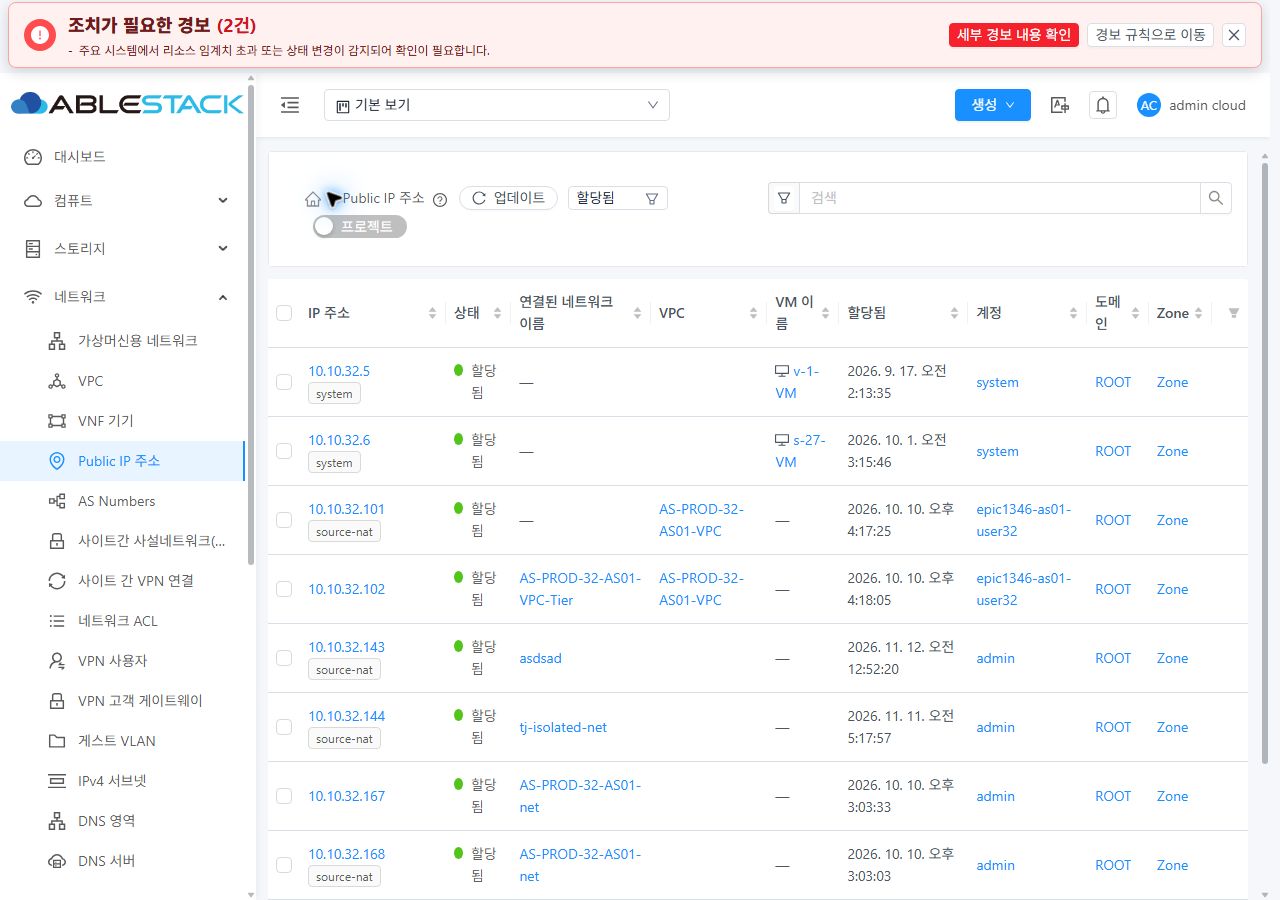 조치가 필요한 경보 (2건)
- 주요 시스템에서 리소스 임계치 초과 또는 상태 변경이 감지되어 확인이 필요합니다.
세부 경보 내용 확인
경보 규칙으로 이동
ABLESTACK
기본 보기
생성
AC
admin cloud
대시보드
컴퓨트
스토리지
네트워크
가상머신용 네트워크
VPC
VNF 기기
Public IP 주소
AS Numbers
사이트간 사설네트워크(...
사이트 간 VPN 연결
네트워크 ACL
VPN 사용자
VPN 고객 게이트웨이
게스트 VLAN
IPv4 서브넷
DNS 영역
DNS 서버
Public IP 주소
업데이트
할당됨
검색
프로젝트
IP 주소
상태
연결된 네트워크
이름
VPC
VM 이
름
할당됨
계정
도메
인
Zone
10.10.32.5
system
할당
됨
—
v-1-
VM
2026. 9. 17. 오전
2:13:35
system
ROOT
Zone
10.10.32.6
system
할당
됨
—
s-27-
VM
2026. 10. 1. 오전
3:15:46
system
ROOT
Zone
10.10.32.101
source-nat
할당
됨
—
AS-PROD-32-
AS01-VPC
—
2026. 10. 10. 오후
4:17:25
epic1346-as01-
user32
ROOT
Zone
10.10.32.102
할당
됨
AS-PROD-32-AS01-
VPC-Tier
AS-PROD-32-
AS01-VPC
—
2026. 10. 10. 오후
4:18:05
epic1346-as01-
user32
ROOT
Zone
10.10.32.143
source-nat
할당
됨
asdsad
—
2026. 11. 12. 오전
12:52:20
admin
ROOT
Zone
10.10.32.144
source-nat
할당
됨
tj-isolated-net
—
2026. 11. 11. 오전
5:17:57
admin
ROOT
Zone
10.10.32.167
할당
됨
AS-PROD-32-AS01-
net
—
2026. 10. 10. 오후
3:03:33
admin
ROOT
Zone
10.10.32.168
source-nat
할당
됨
AS-PROD-32-AS01-
net
—
2026. 10. 10. 오후
3:03:03
admin
ROOT
Zone